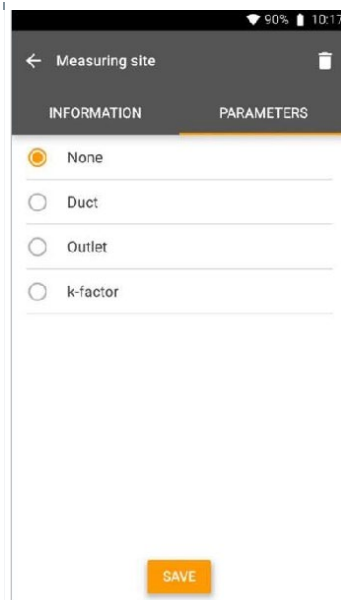 90% 10:17
Measuring site
INFORMATION PARAMETERS
None
Duct
Outlet
k-factor
SAVE